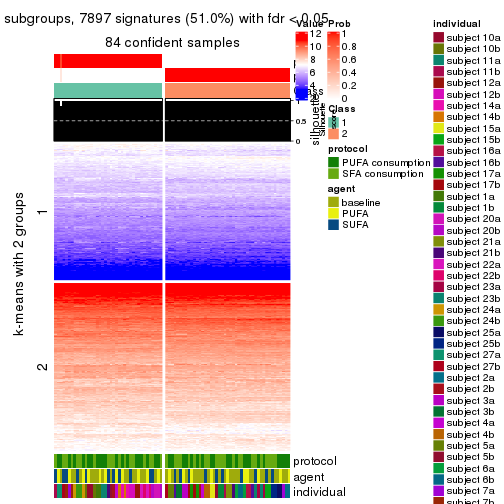 subgroups, 7897 signatures (51.0%) with fdr < 0.05
84 confident samples
1
2
k-means with 2 groups
protocol
agent
individual
silhouette
1
0.5
0
Value
12
10
8
6
4
2
0
Prob
1
0.8
0.6
0.4
0.2
0
Class
1
2
protocol
PUFA consumption
SFA consumption
agent
baseline
PUFA
SUFA
individual
subject 10a
subject 10b
subject 11a
subject 11b
subject 12a
subject 12b
subject 14a
subject 14b
subject 15a
subject 15b
subject 16a
subject 16b
subject 17a
subject 17b
subject 1a
subject 1b
subject 20a
subject 20b
subject 21a
subject 21b
subject 22a
subject 22b
subject 23a
subject 23b
subject 24a
subject 24b
subject 25a
subject 25b
subject 27a
subject 27b
subject 2a
subject 2b
subject 3a
subject 3b
subject 4a
subject 4b
subject 5a
subject 5b
subject 6a
subject 6b
subject 7a
subject 7b